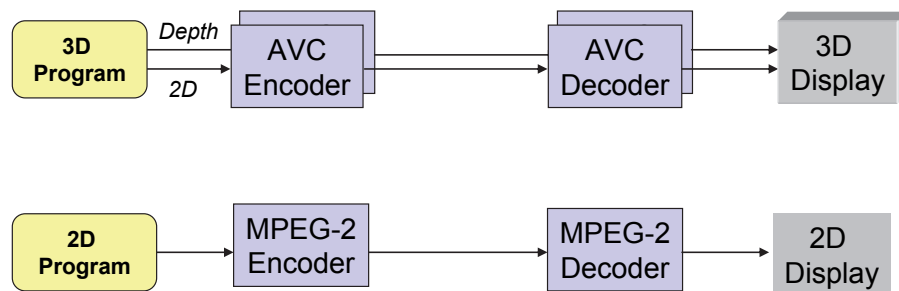 Depth
3D
Program
2D
AVC
Encoder
AVC
Decoder
3D
Display
2D
Program
MPEG-2
Encoder
MPEG-2
Decoder
2D
Display